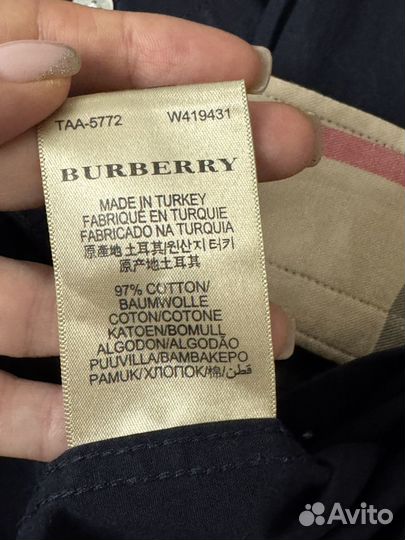 TAA-5772 W419431
BURBERRY
MADE IN TURKEY
FABRIQUÉ EN TURQUIE
FABRICADO NA TURQUIA
原產地 土耳其/원산지 터키
原产地 土耳其
97% COTTON/
BAUMWOLLE
COTON/COTONE
KATOEN/BOMULL
ALGODON/ALGODÃO
PUUVILLA/ΒΑΜΒΑΚΕΡΟ
PAMUK/ХЛОПОК/棉/قطن
Avito